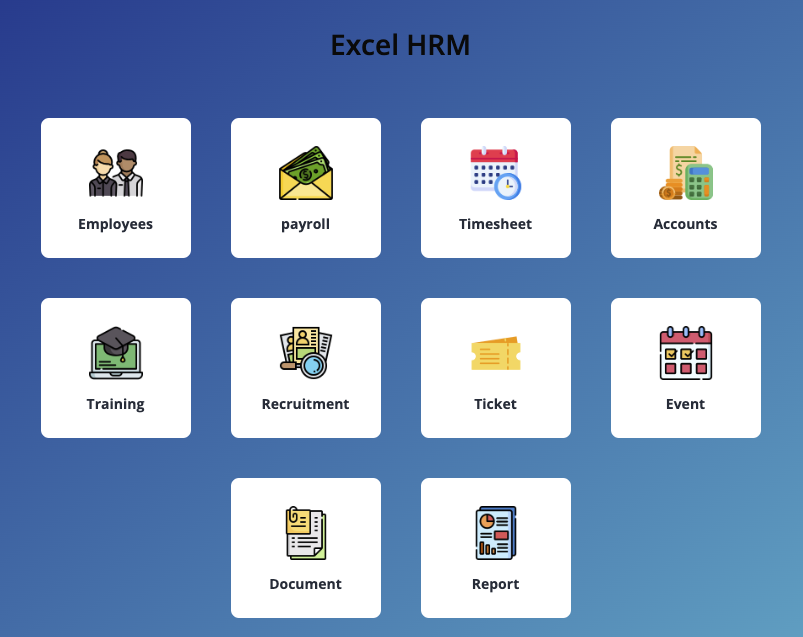 Excel HRM
Employees
payroll
Timesheet
Accounts
Training
Recruitment
Ticket
Event
Document
Report